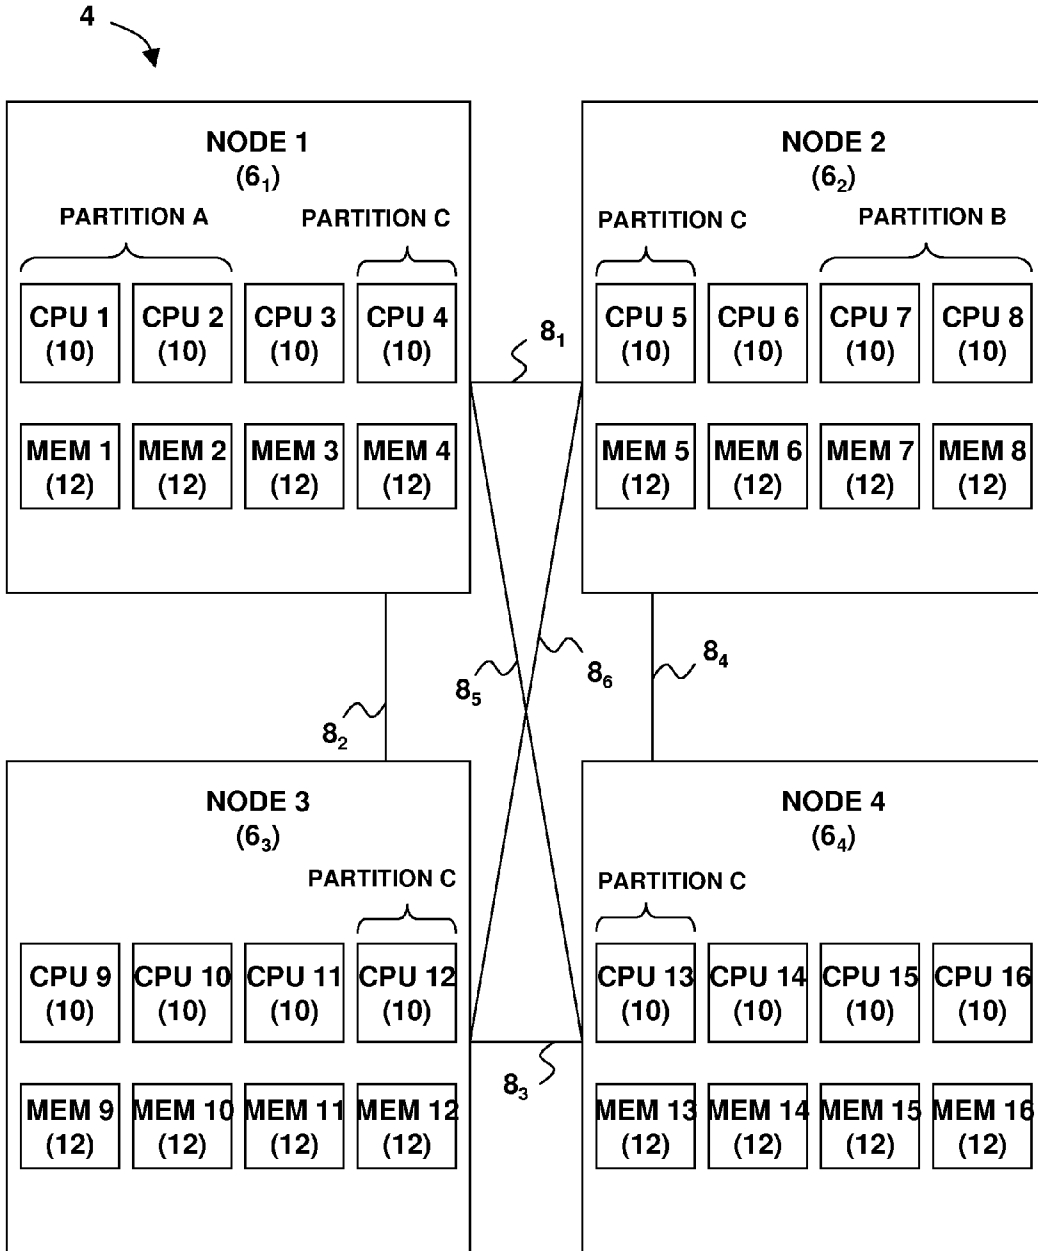 4
NODE 1
(6₁)
PARTITION A
PARTITION C
CPU 1
(10)
CPU 2
(10)
CPU 3
(10)
CPU 4
(10)
MEM 1
(12)
MEM 2
(12)
MEM 3
(12)
MEM 4
(12)
NODE 2
(6₂)
PARTITION C
PARTITION B
CPU 5
(10)
CPU 6
(10)
CPU 7
(10)
CPU 8
(10)
MEM 5
(12)
MEM 6
(12)
MEM 7
(12)
MEM 8
(12)
8₁
8₅
8₆
8₄
8₂
NODE 3
(6₃)
PARTITION C
CPU 9
(10)
CPU 10
(10)
CPU 11
(10)
CPU 12
(10)
MEM 9
(12)
MEM 10
(12)
MEM 11
(12)
MEM 12
(12)
NODE 4
(6₄)
PARTITION C
CPU 13
(10)
CPU 14
(10)
CPU 15
(10)
CPU 16
(10)
MEM 13
(12)
MEM 14
(12)
MEM 15
(12)
MEM 16
(12)
8₃